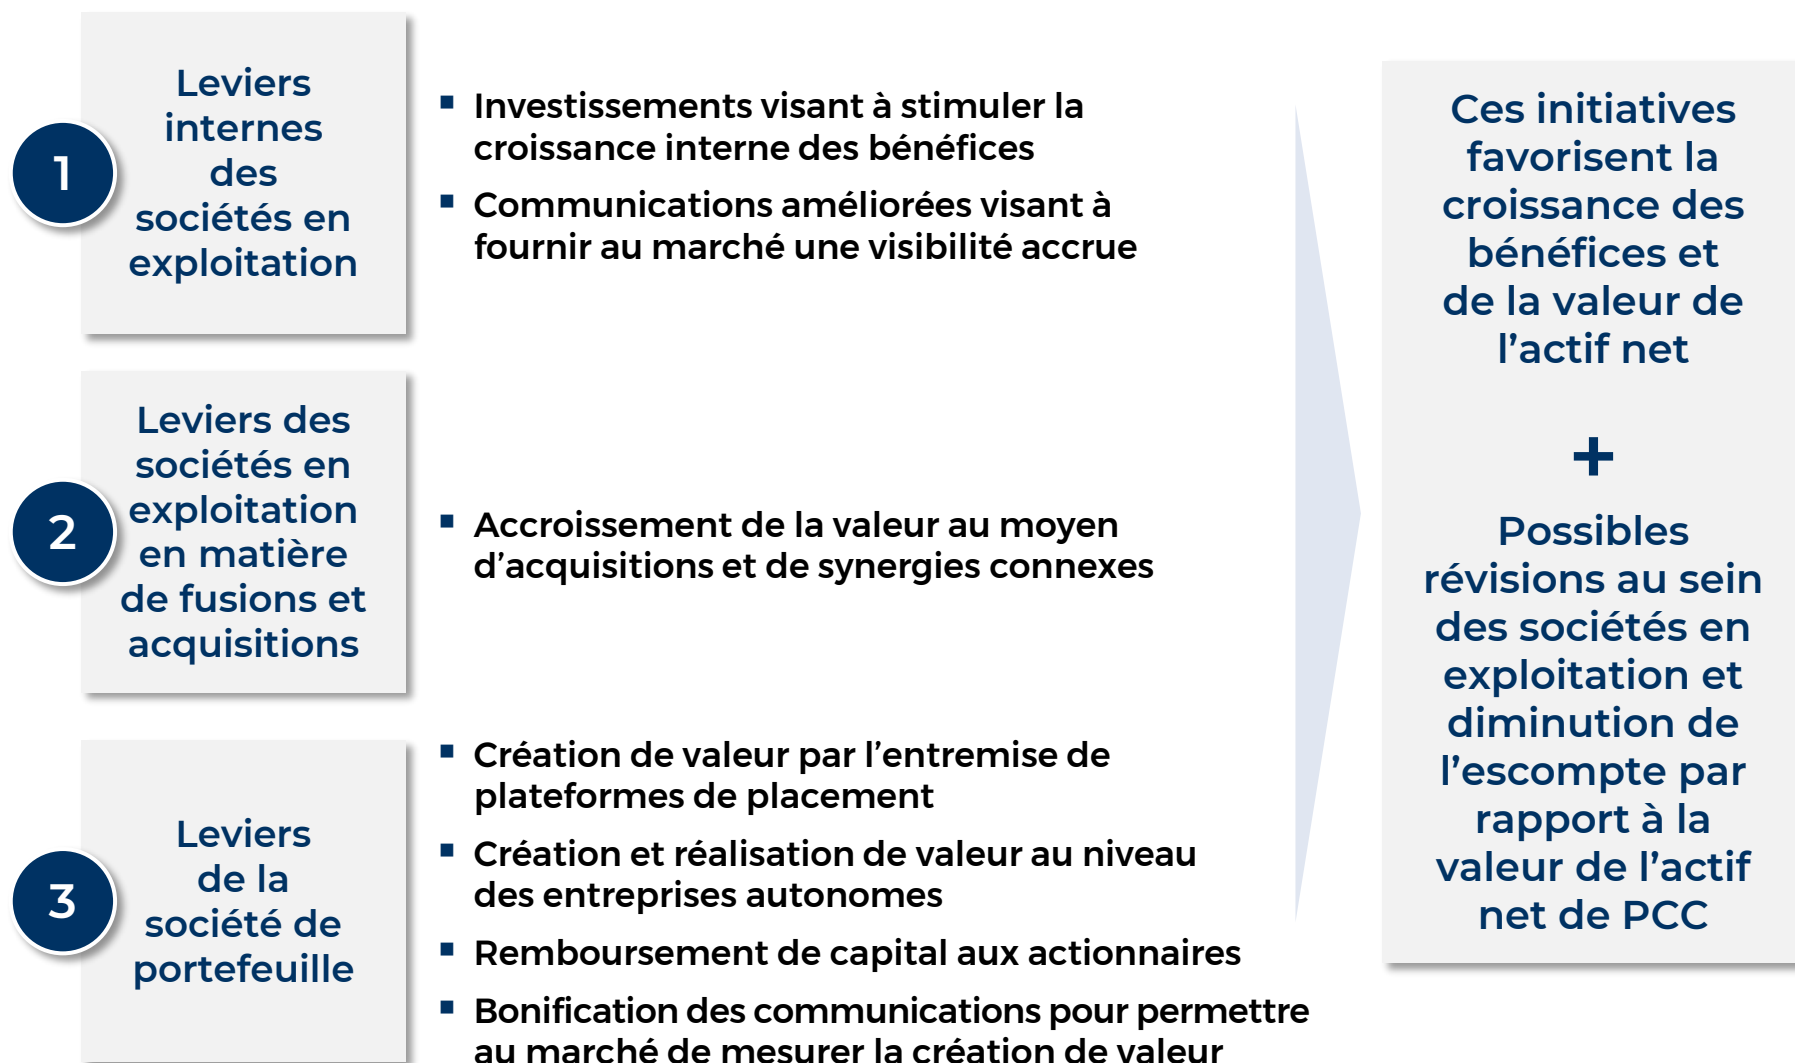 1
Leviers
internes
des
sociétés en
exploitation
▪ Investissements visant à stimuler la
croissance interne des bénéfices
▪ Communications améliorées visant à
fournir au marché une visibilité accrue
2
Leviers des
sociétés en
exploitation
en matière
de fusions et
acquisitions
▪ Accroissement de la valeur au moyen
d’acquisitions et de synergies connexes
3
Leviers
de la
société de
portefeuille
▪ Création de valeur par l’entremise de
plateformes de placement
▪ Création et réalisation de valeur au niveau
des entreprises autonomes
▪ Remboursement de capital aux actionnaires
▪ Bonification des communications pour permettre
au marché de mesurer la création de valeur
Ces initiatives
favorisent la
croissance des
bénéfices et
de la valeur de
l’actif net
+
Possibles
révisions au sein
des sociétés en
exploitation et
diminution de
l’escompte par
rapport à la
valeur de l’actif
net de PCC